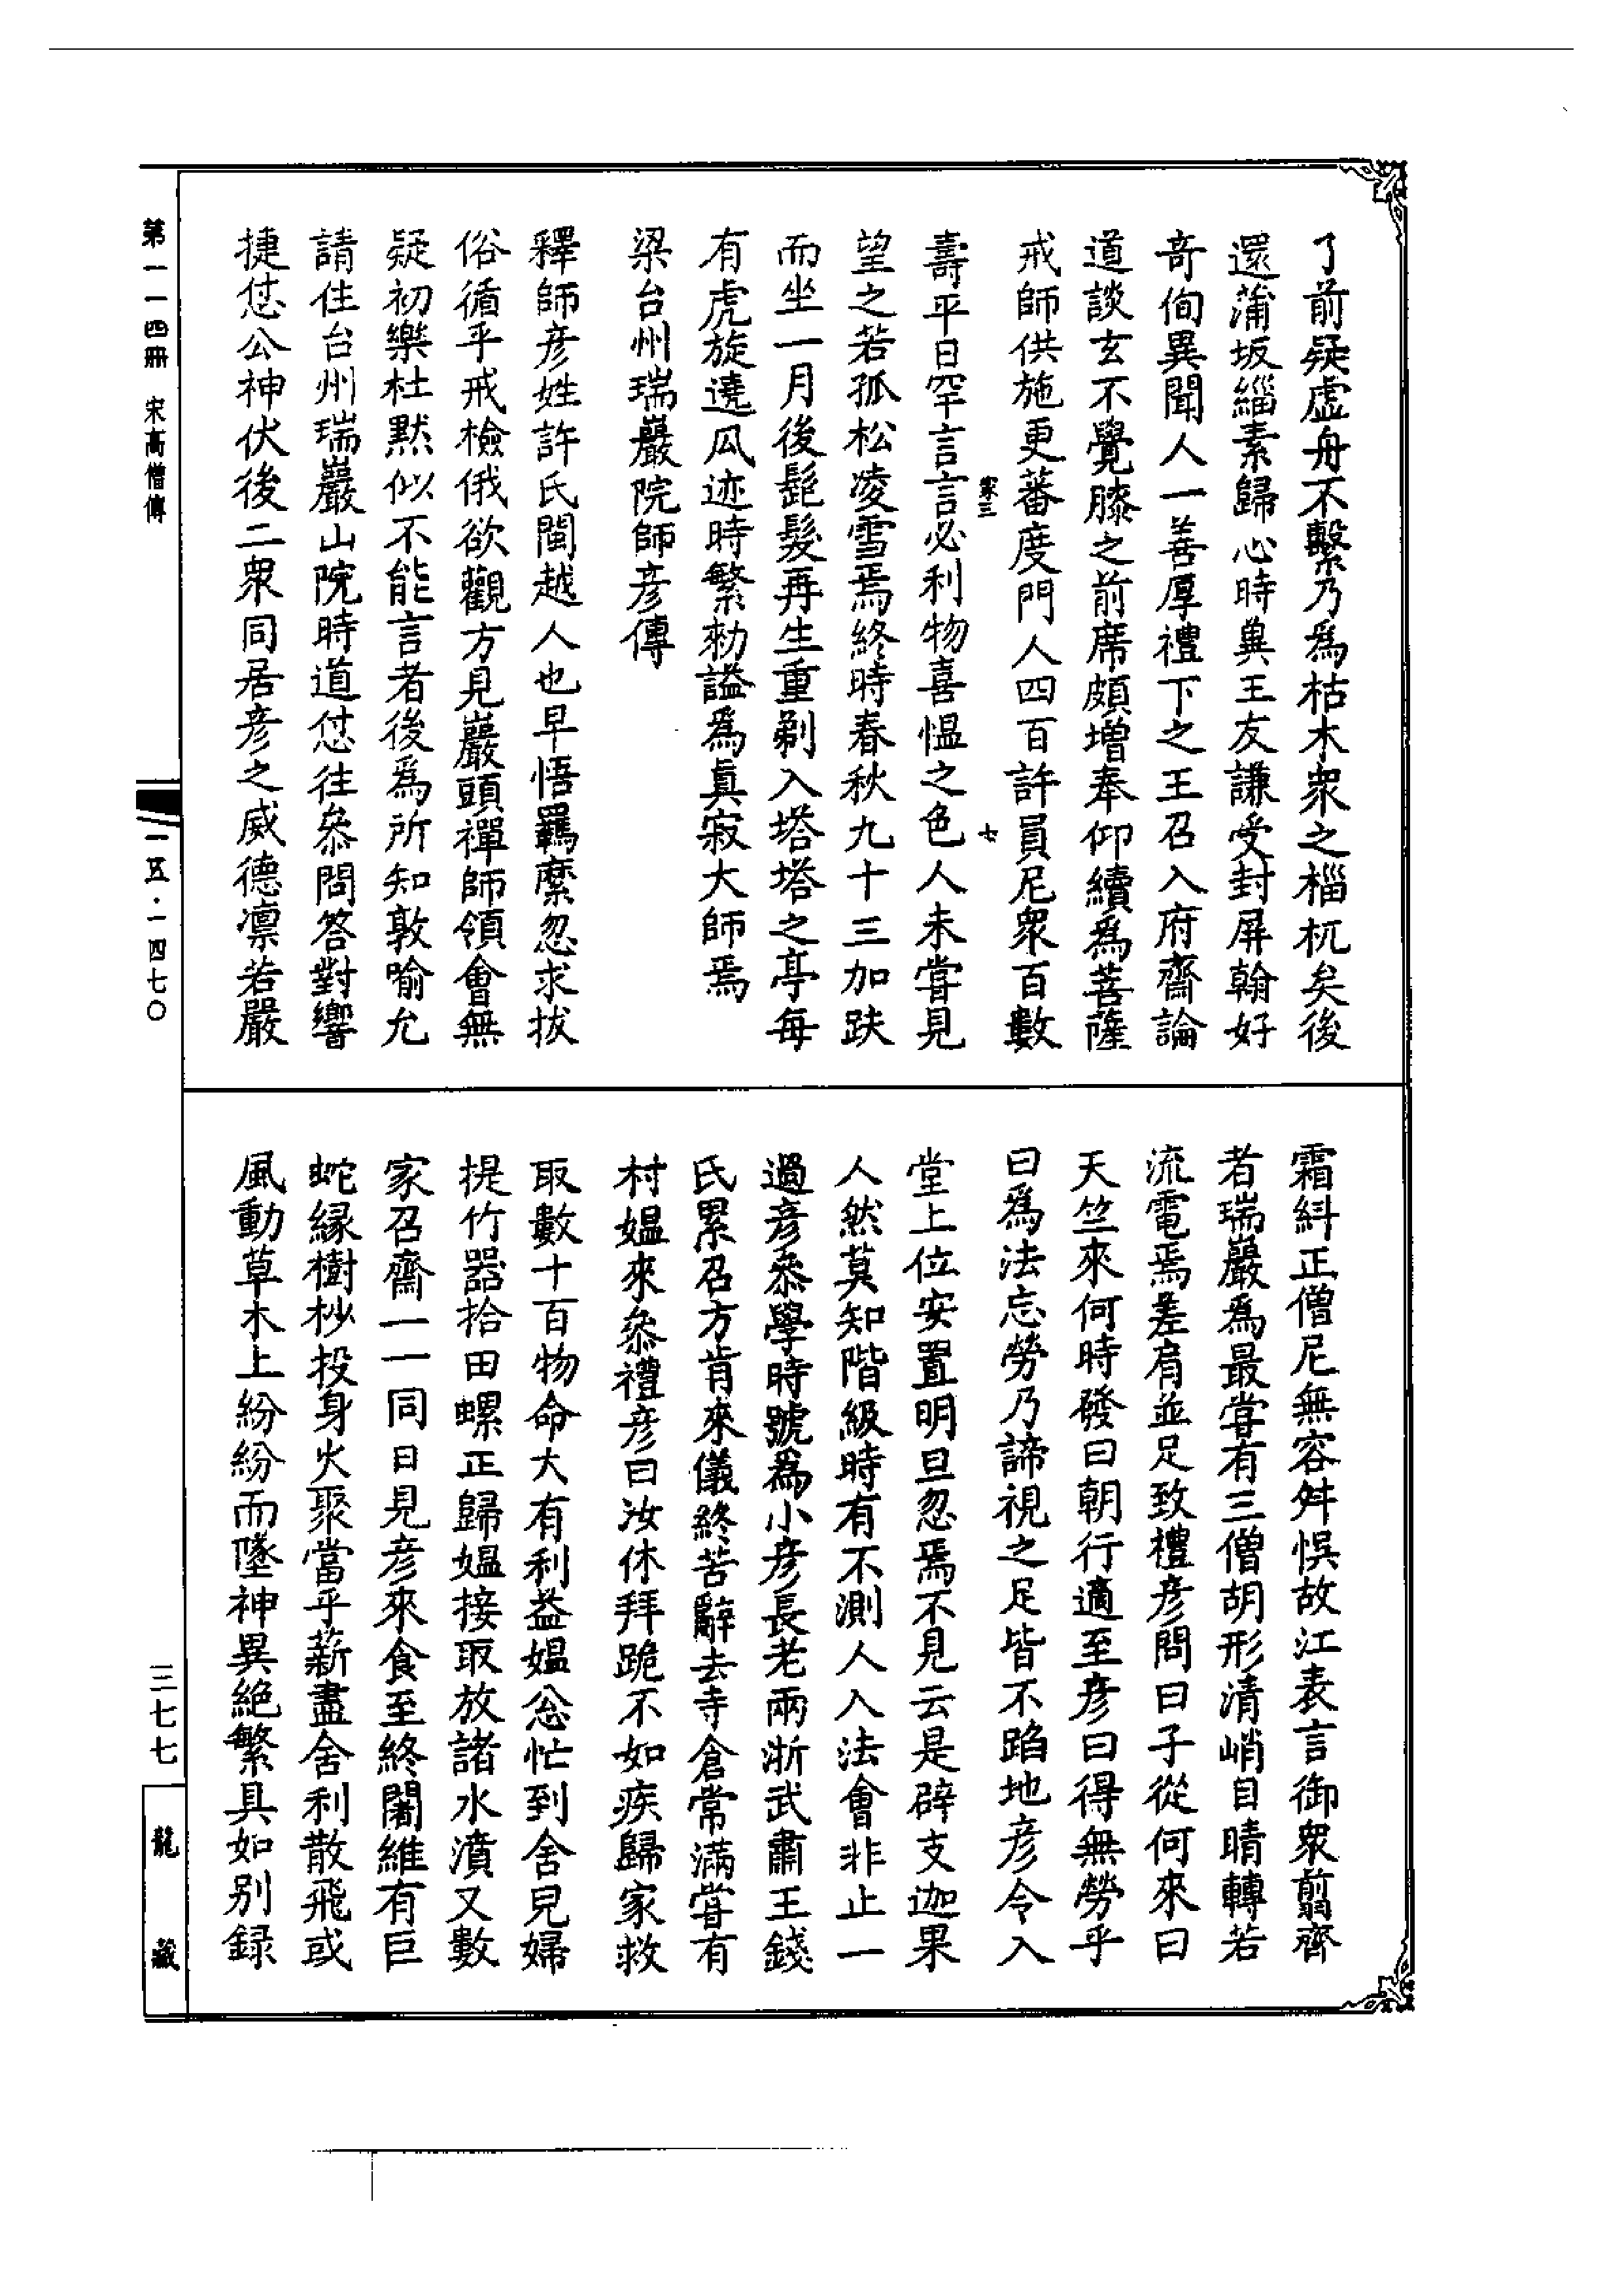 了前疑虛舟不繫乃爲枯木衆之椔杌矣後
還蒲坂緇素歸心時兾王友謙受封屏翰好
奇徇異聞人一善厚禮下之王召入府齋論
道談玄不覺膝之前席頗增奉仰續爲菩薩
戒師供施更蕃度門人四百許員尼衆百數
家三 七
壽平日罕言言必利物喜愠之色人未嘗見
望之若孤松凌雪焉終時春秋九十三加趺
而坐一月後髭髮再生重剃入塔塔之亭每
有虎旋遶瓜迹時繁勑謚爲眞寂大師焉
梁台州瑞巖院師彦傳
釋師彦姓許氏閩越人也早悟羈縻忽求拔
俗循乎戒檢俄欲觀方見巖頭禪師領會無
疑初樂杜默似不能言者後爲所知敦喻允
請住台州瑞巖山院時道怤往叅問答對響
捷怤公神伏後二衆同居彦之威德凛若嚴
霜糾正僧尼無容舛悞故江表言御衆翦齊
者瑞巖爲最甞有三僧胡形清峭目睛轉若
流電焉差肩並足致禮彦問曰子從何來曰
天竺來何時發曰朝行適至彦曰得無勞乎
曰爲法忘勞乃諦視之足皆不蹈地彦令入
堂上位安置明旦忽焉不見云是辟支迦果
人然莫知階級時有不測人入法會非止一
過彦叅學時號爲小彦長老兩浙武肅王錢
氏累召方肯來儀終苦辭去寺倉常滿甞有
村媪來叅禮彦曰汝休拜跪不如疾歸家救
取數十百物命大有利益媪忩忙到舍見婦
提竹器拾田螺正歸媪接取放諸水濆又數
家召齋一一同日見彦來食至終闍維有巨
蛇緣樹杪投身火聚當乎薪盡舍利散飛或
風動草木上紛紛而墜神異絶繁具如别録
第一一四冊 宋高僧傳
一五·一四七〇
三七七
龍藏